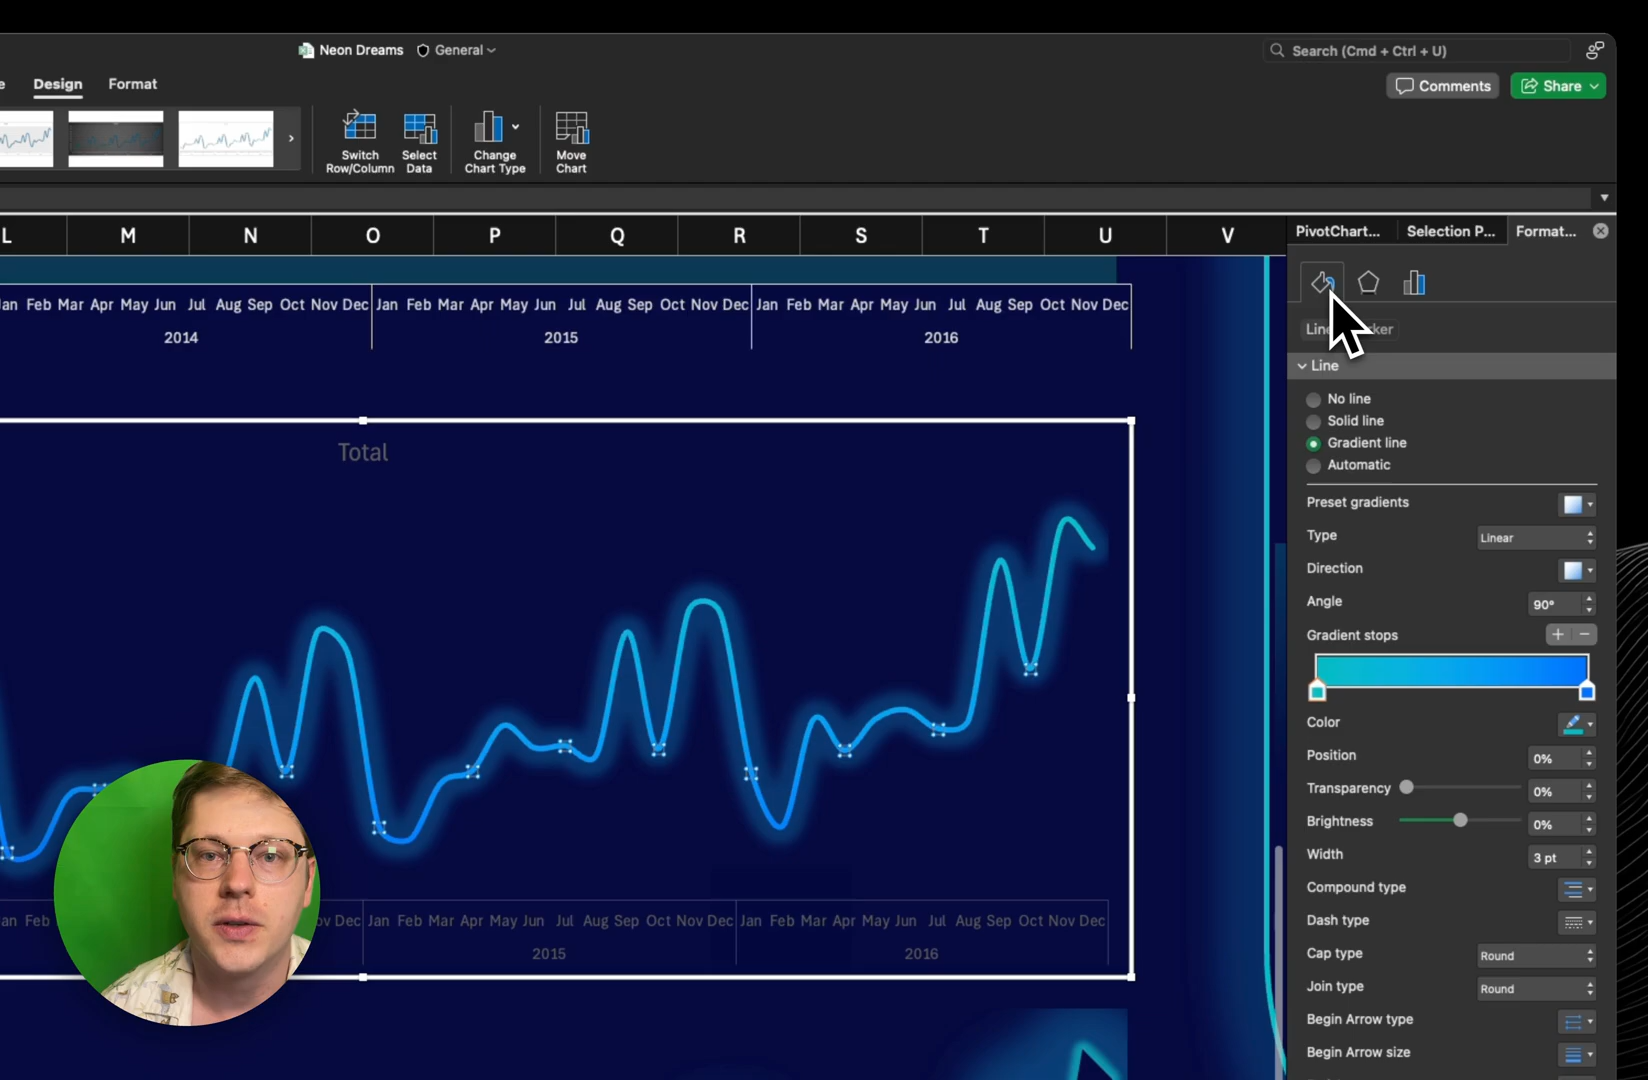 Neon Dreams General
Search (Cmd + Ctrl + U)
Design Format
Comments Share
Switch Row/Column
Select Data
Change Chart Type
Move Chart
L M N O P Q R S T U V
PivotChart... Selection P... Format...
an Feb Mar Apr May Jun Jul Aug Sep Oct Nov Dec Jan Feb Mar Apr May Jun Jul Aug Sep Oct Nov Dec Jan Feb Mar Apr May Jun Jul Aug Sep Oct Nov Dec
2014 2015 2016
Line
No line
Solid line
Gradient line
Automatic
Preset gradients
Type Linear
Direction
Angle 90°
Gradient stops
Color
Position 0%
Transparency 0%
Brightness 0%
Width 3 pt
Compound type
Dash type
Cap type Round
Join type Round
Begin Arrow type
Begin Arrow size
Total
an Feb ov Dec Jan Feb Mar Apr May Jun Jul Aug Sep Oct Nov Dec Jan Feb Mar Apr May Jun Jul Aug Sep Oct Nov Dec
2015 2016